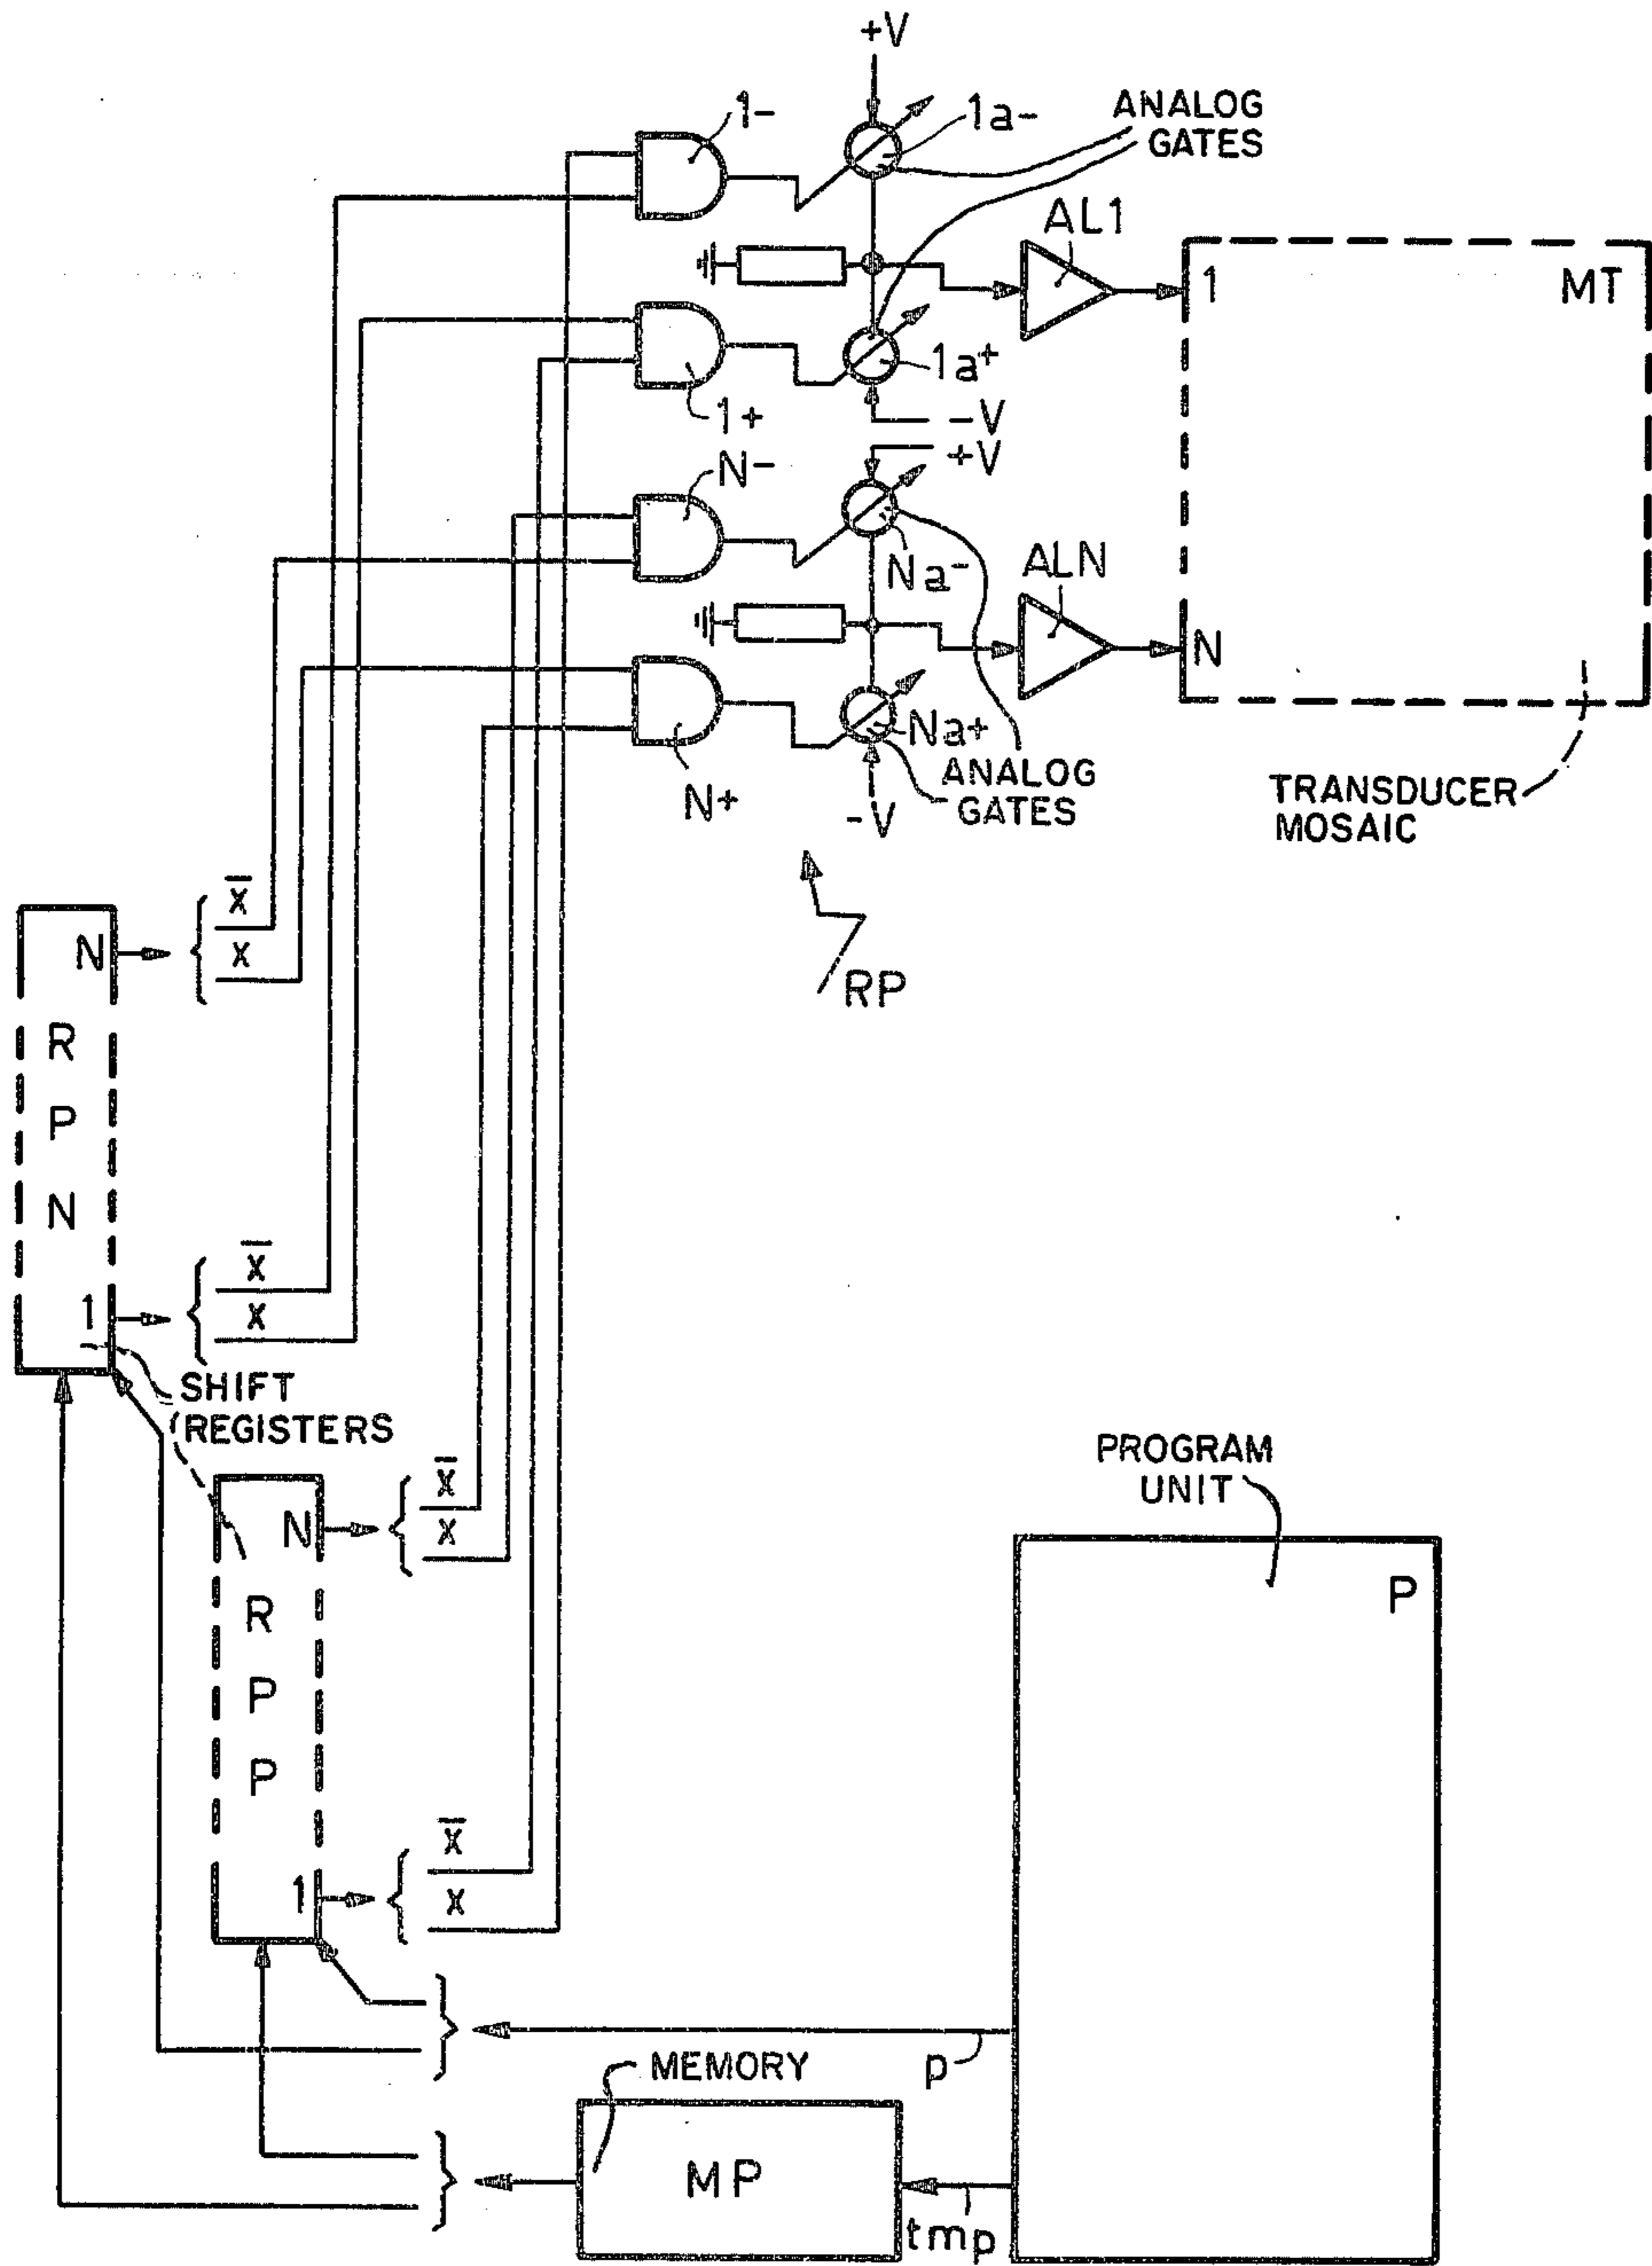 +V
1-
1a-
ANALOG
GATES
AL1
1
MT
1+
1a+
-V
N-
+V
Na-
ALN
N
N+
Na+
ANALOG
GATES
-V
TRANSDUCER
MOSAIC
RP
N
x̅
x
R
P
N
1
x̅
x
SHIFT
REGISTERS
N
x̅
x
R
P
P
1
x̅
x
PROGRAM
UNIT
P
p
MEMORY
MP
tmp